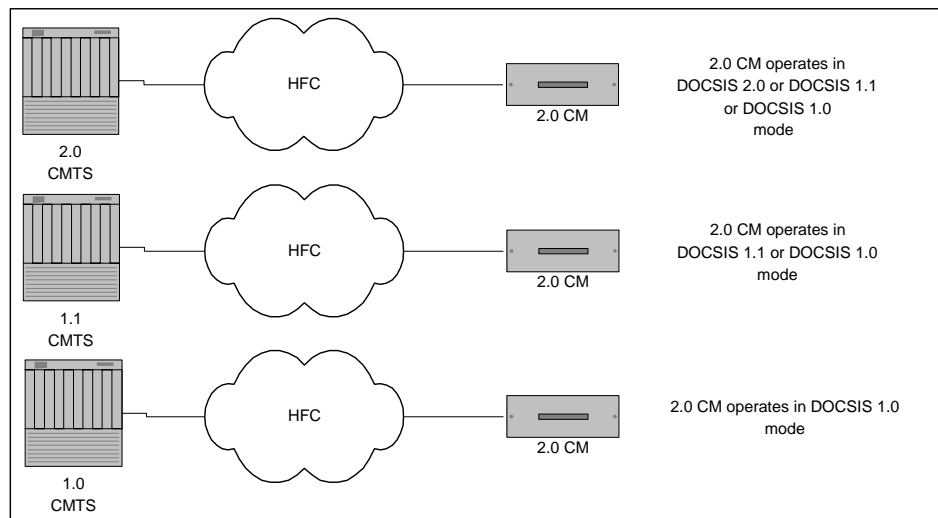 HFC
2.0 CM
2.0
CMTS
2.0 CM operates in
DOCSIS 2.0 or DOCSIS 1.1
or DOCSIS 1.0
mode
HFC
2.0 CM
1.1
CMTS
2.0 CM operates in
DOCSIS 1.1 or DOCSIS 1.0
mode
HFC
2.0 CM
1.0
CMTS
2.0 CM operates in DOCSIS 1.0
mode